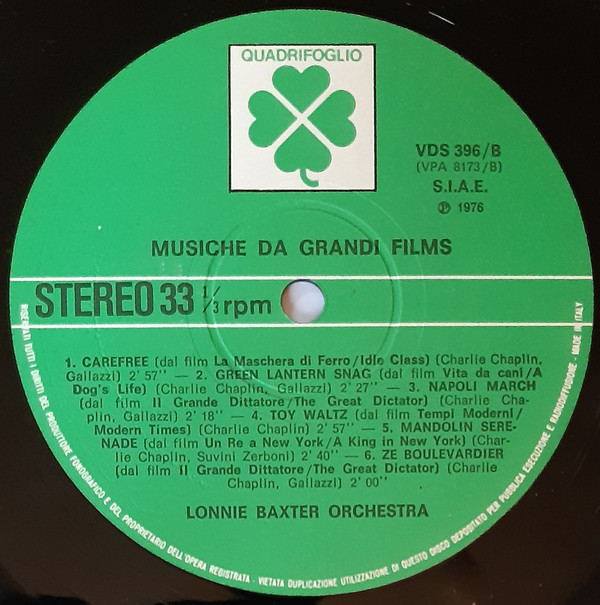 QUADRIFOGLIO
VDS 396/B
(VPA 8173/B)
S.I.A.E.
Ⓟ 1976
MUSICHE DA GRANDI FILMS
STEREO 33 1/3 rpm
1. CAREFREE (dal film La Maschera di Ferro/Idle Class) (Charlie Chaplin,
Gallazzi) 2' 57'' — 2. GREEN LANTERN SNAG (dal film Vita da cani/A
Dog's Life) (Charlie Chaplin, Gallazzi) 2' 27'' — 3. NAPOLI MARCH
(dal film Il Grande Dittatore/The Great Dictator) (Charlie Cha-
plin, Gallazzi) 2' 18'' — 4. TOY WALTZ (dal film Tempi Moderni/
Modern Times) (Charlie Chaplin) 2' 57'' — 5. MANDOLIN SERE-
NADE (dal film Un Re a New York/A King in New York) (Char-
lie Chaplin, Suvini Zerboni) 2' 40'' — 6. ZE BOULEVARDIER
(dal film Il Grande Dittatore/The Great Dictator) (Charlie
Chaplin, Gallazzi) 2' 00''
LONNIE BAXTER ORCHESTRA
RISERVATI TUTTI I DIRITTI DEL PRODUTTORE FONOGRAFICO E DEL PROPRIETARIO DELL'OPERA REGISTRATA - VIETATA DUPLICAZIONE UTILIZZAZIONE DI QUESTO DISCO DEPOSITATO PER PUBBLICA ESECUZIONE E RADIODIFFUSIONE - MADE IN ITALY